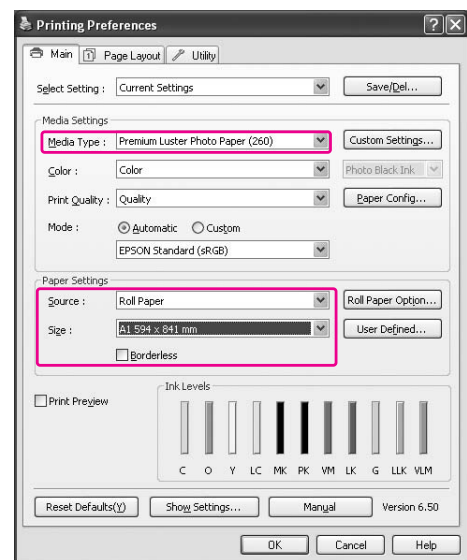 Printing Preferences
Main Page Layout Utility
Select Setting : Current Settings Save/Del...
Media Settings
Media Type : Premium Luster Photo Paper (260) Custom Settings...
Color : Color Photo Black Ink
Print Quality : Quality Paper Config...
Mode : Automatic Custom
EPSON Standard (sRGB)
Paper Settings
Source : Roll Paper Roll Paper Option...
Size : A1 594 x 841 mm User Defined...
Borderless
Print Preview Ink Levels
C O Y LC MK PK VM LK G LLK VLM
Reset Defaults(Y) Show Settings... Manual Version 6.50
OK Cancel Help